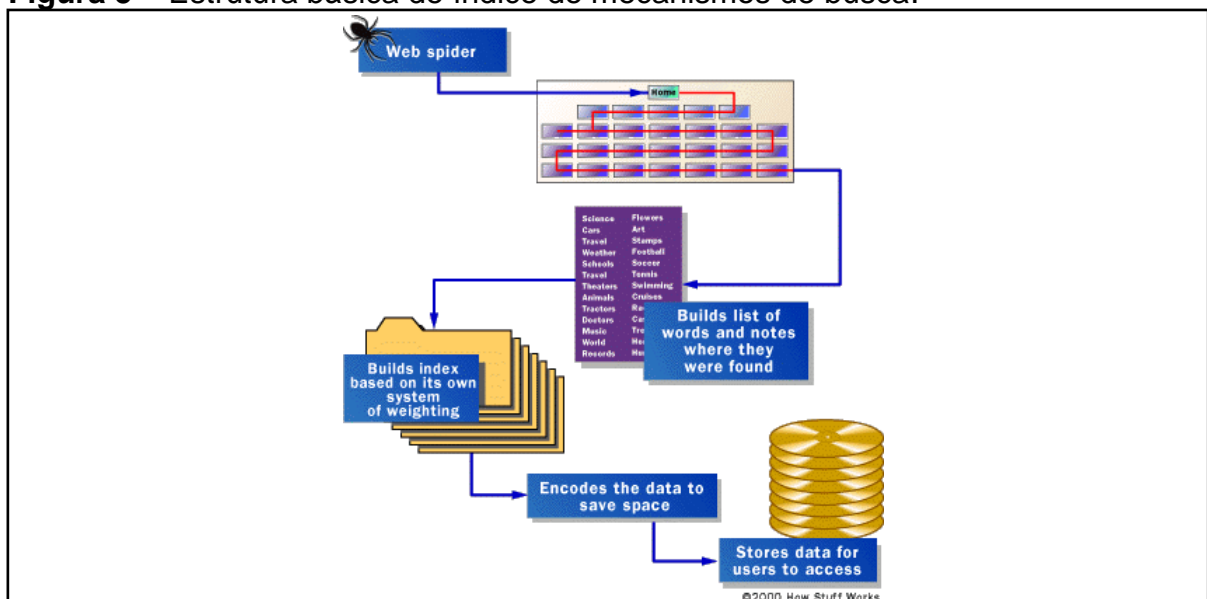 Estrutura básica de índice de mecanismos de busca.
Web spider
Home
Science Flowers
Cars Art
Travel Stamps
Weather Football
Schools Soccer
Travel Tennis
Theaters Swimming
Animals Cruises
Tractors
Doctors
Music
World
Records
Builds list of
words and notes
where they
were found
Builds index
based on its own
system
of weighting
Encodes the data to
save space
Stores data for
users to access
©2000 How Stuff Works